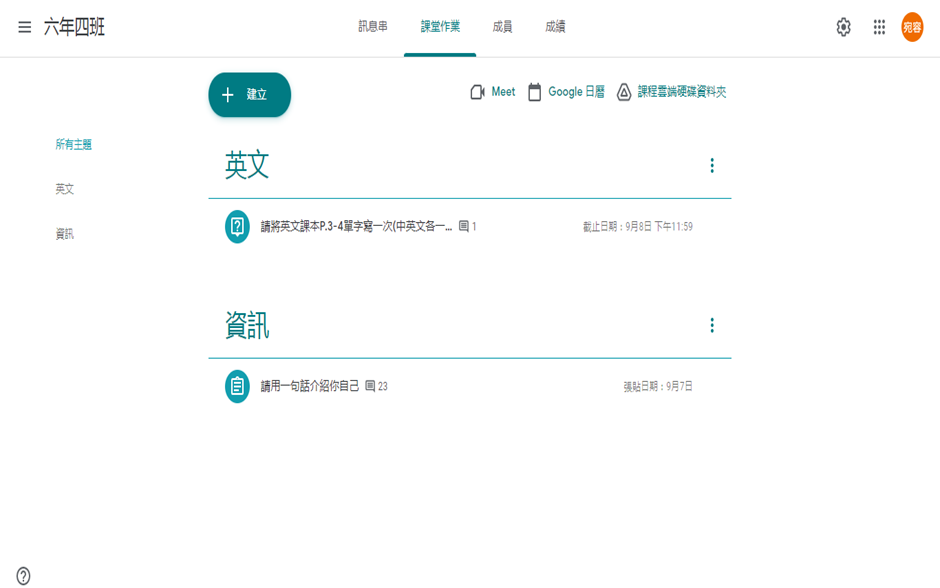 六年四班
訊息串 課堂作業 成員 成績
宛容
建立
Meet Google 日曆 課程雲端硬碟資料夾
所有主題
英文
資訊
英文
請將英文課本P.3-4單字寫一次(中英文各一... 1 截止日期：9月8日 下午11:59
資訊
請用一句話介紹你自己 23 張貼日期：9月7日